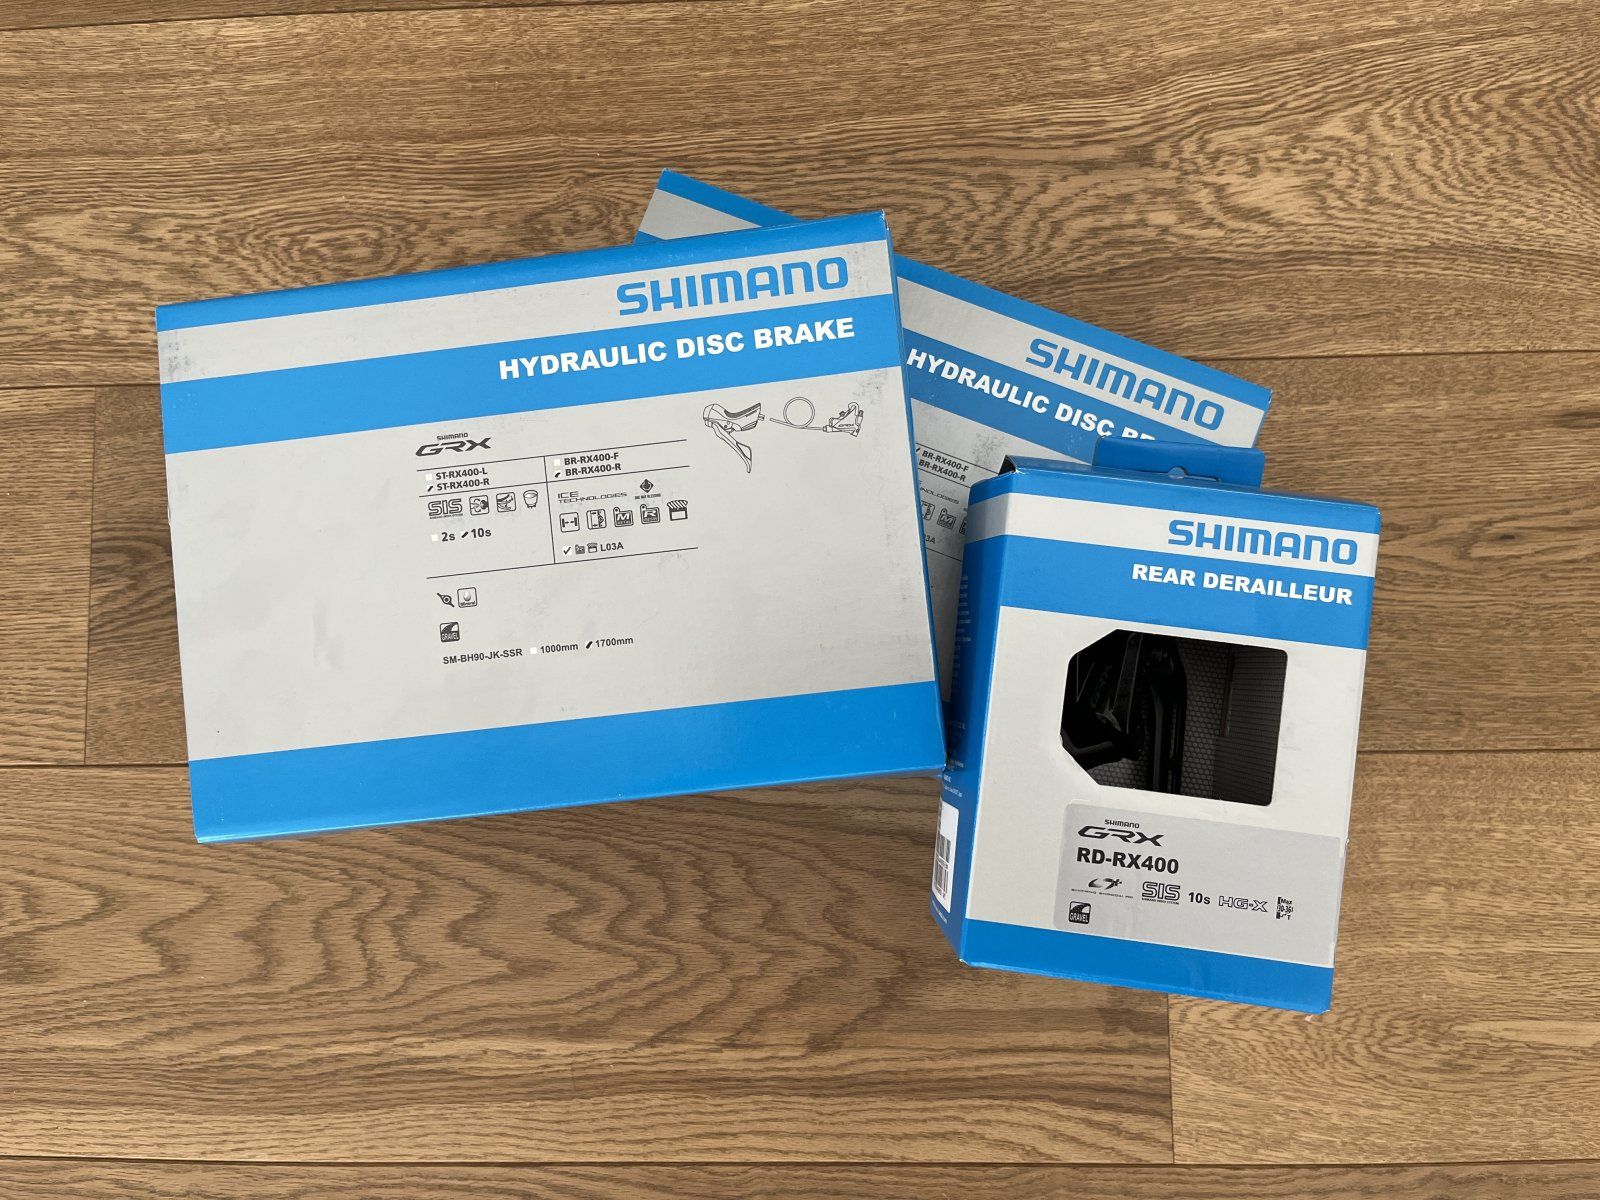 SHIMANO
HYDRAULIC DISC BRAKE
SHIMANO
GRX
ST-RX400-L
ST-RX400-R
BR-RX400-F
BR-RX400-R
SIS
ICE
TECHNOLOGIES
2s 10s
L03A
Mineral
GRAVEL
SM-BH90-JK-SSR 1000mm 1700mm
SHIMANO
HYDRAULIC DISC
BR-RX400-F
BR-RX400-R
SHIMANO
REAR DERAILLEUR
SHIMANO
GRX
RD-RX400
SIS 10s HG-X Max
GRAVEL